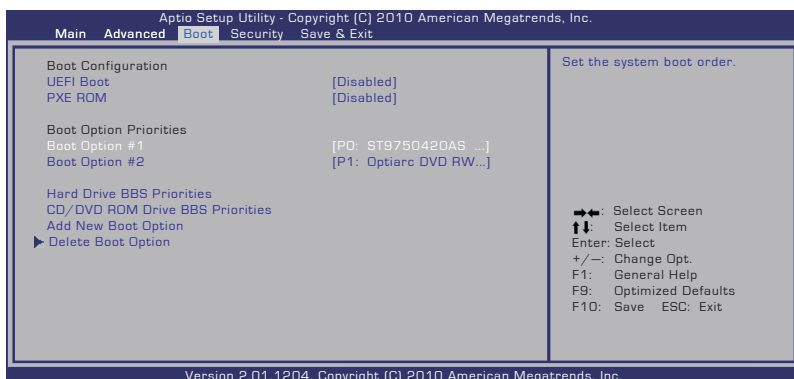 Aptio Setup Utility - Copyright (C) 2010 American Megatrends, Inc.
Main Advanced Boot Security Save & Exit
Boot Configuration
UEFI Boot [Disabled]
PXE ROM [Disabled]
Boot Option Priorities
Boot Option #1 [P0: ST9750420AS ...]
Boot Option #2 [P1: Optiarc DVD RW...]
Hard Drive BBS Priorities
CD/DVD ROM Drive BBS Priorities
Add New Boot Option
Delete Boot Option
Set the system boot order.
→←: Select Screen
↑↓: Select Item
Enter: Select
+/—: Change Opt.
F1: General Help
F9: Optimized Defaults
F10: Save ESC: Exit
Version 2.01.1204. Copyright (C) 2010 American Megatrends, Inc.